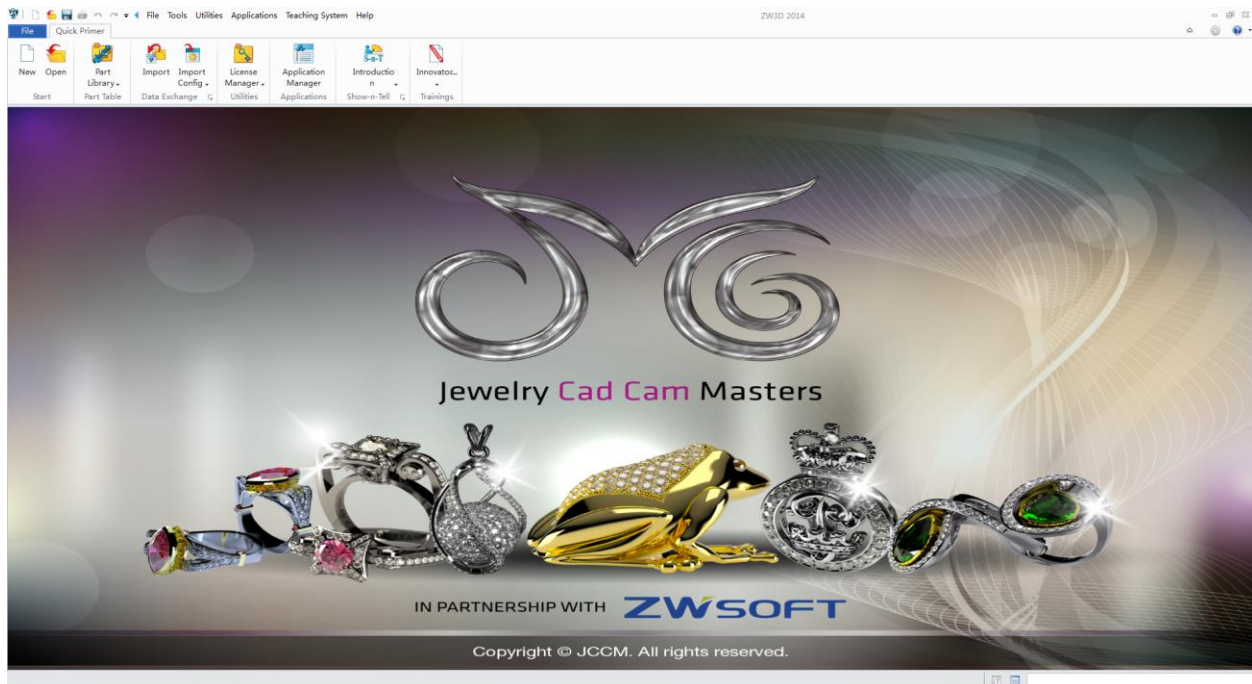 File Tools Utilities Applications Teaching System Help
ZW3D 2014
File Quick Primer
New Open Part Import Import License Application Introductio Innovator...
Library Config Manager Manager n
Start Part Table Data Exchange Utilities Applications Show-n-Tell Trainings
S-n-T
Jewelry Cad Cam Masters
IN PARTNERSHIP WITH ZWSOFT
Copyright © JCCM. All rights reserved.